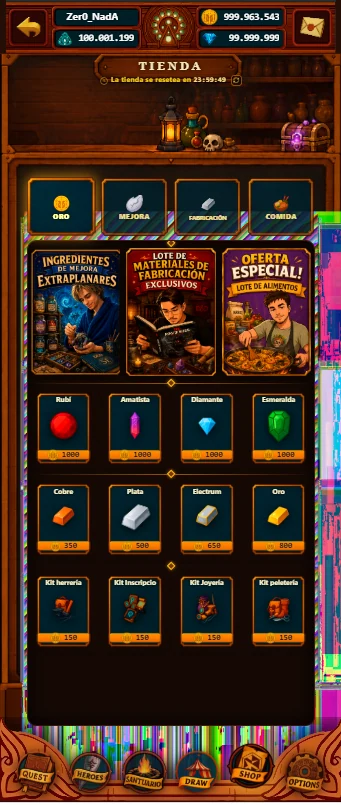 Zer0_NadA
999.963.543
100.001.199
99.999.999
TIENDA
La tienda se resetea en 23:59:49
ORO
MEJORA
FABRICACIÓN
COMIDA
INGREDIENTES
DE MEJORA
EXTRAPLANARES
LOTE DE
MATERIALES DE
FABRICACIÓN
EXCLUSIVOS
OFERTA
ESPECIAL!
LOTE DE ALIMENTOS
Rubí
Amatista
Diamante
Esmeralda
1000
1000
1000
1000
Cobre
Plata
Electrum
Oro
350
500
650
800
Kit herrería
Kit Inscripcio
Kit Joyería
Kit peletería
150
150
150
150
QUEST
HEROES
SANTUARIO
DRAW
SHOP
OPTIONS